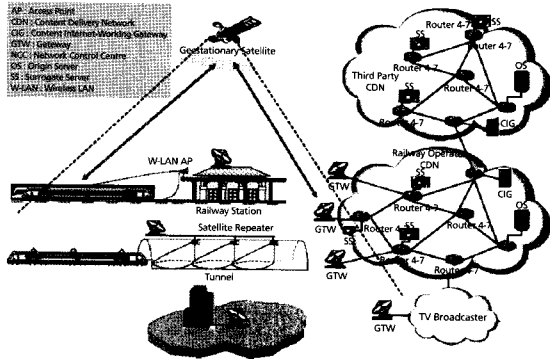 AP : Access Point
CDN : Content Delivery Network
CIG : Content Internet-Working Gateway
GTW : Gateway
NCC : Network Control Centre
OS : Origin Server
SS : Surrogate Server
W-LAN : Wireless LAN
Geostationary Satellite
Third Party
CDN
SS
Router 4-7
SS
Router 4-7
Router 4-7
Router 4-7
OS
SS
Router 4-7
CIG
W-LAN AP
Railway Station
Railway Operator
CDN
GTW
SS
Router 4-7
CIG
OS
GTW
SS
Router 4-7
Router 4-7
SS
GTW
Router 4-7
Satellite Repeater
Tunnel
GTW
TV Broadcaster